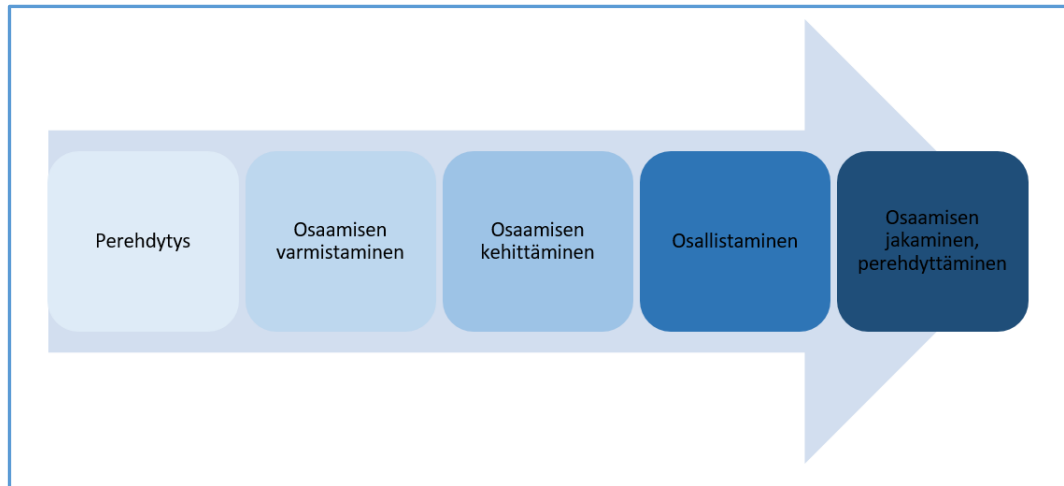 Perehdytys
Osaamisen
varmistaminen
Osaamisen
kehittäminen
Osallistaminen
Osaamisen
jakaminen,
perehdyttäminen